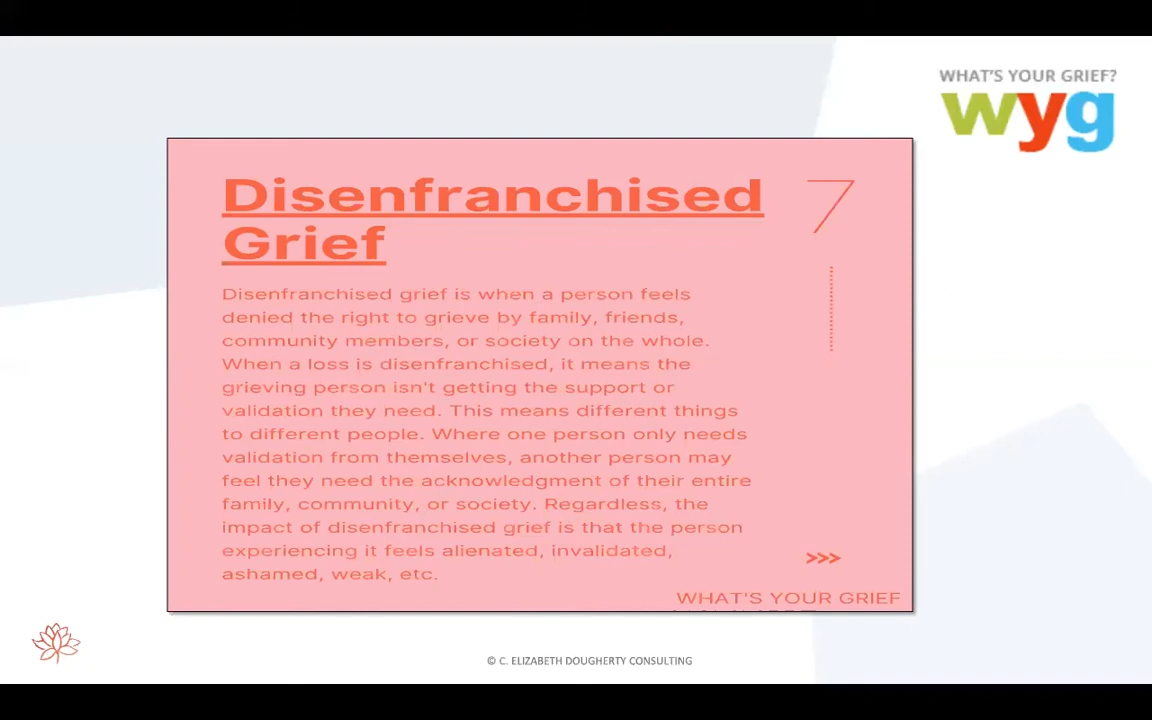 WHAT'S YOUR GRIEF?
wyg
Disenfranchised
Grief
7
Disenfranchised grief is when a person feels
denied the right to grieve by family, friends,
community members, or society on the whole.
When a loss is disenfranchised, it means the
grieving person isn't getting the support or
validation they need. This means different things
to different people. Where one person only needs
validation from themselves, another person may
feel they need the acknowledgment of their entire
family, community, or society. Regardless, the
impact of disenfranchised grief is that the person
experiencing it feels alienated, invalidated,
ashamed, weak, etc.
>>>
WHAT'S YOUR GRIEF
© C. ELIZABETH DOUGHERTY CONSULTING